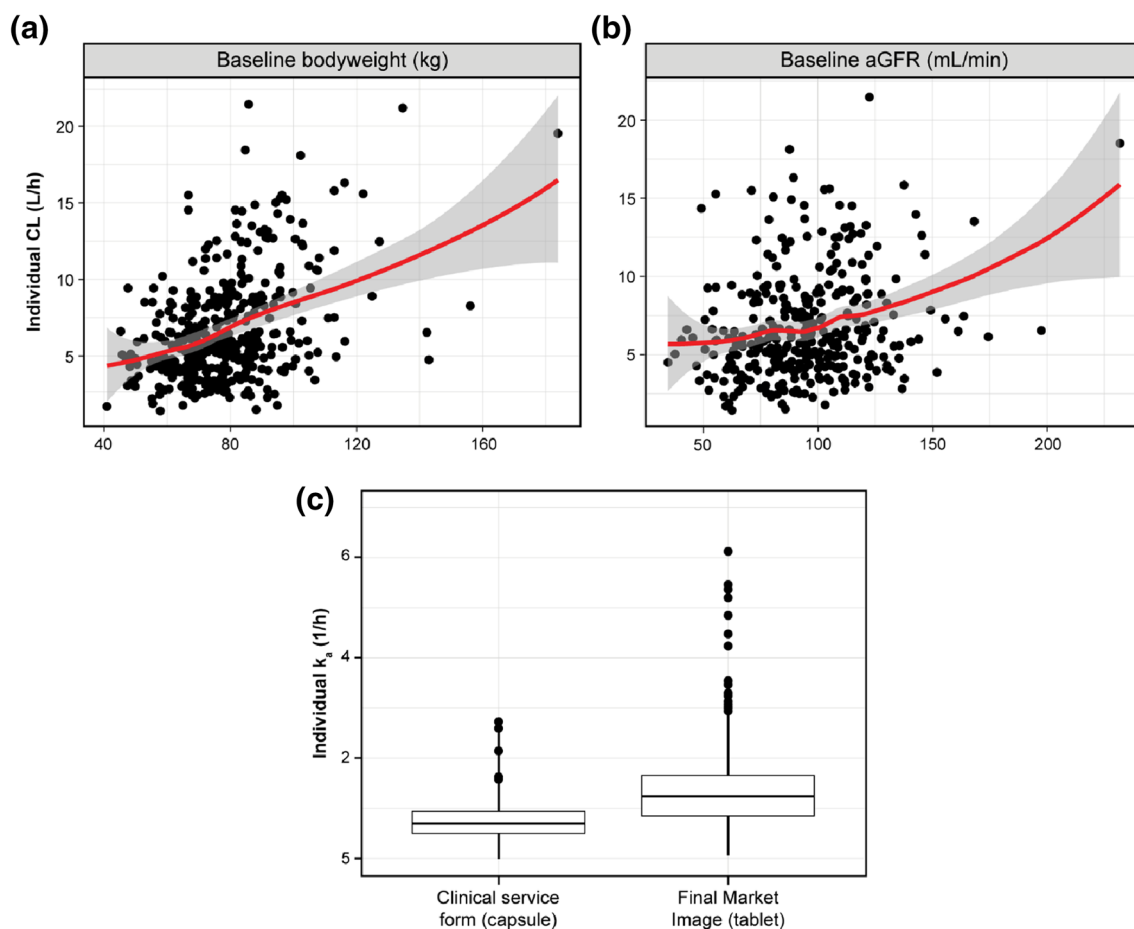 (a)
Baseline bodyweight (kg)
(b)
Baseline aGFR (mL/min)
Individual CL (L/h)
20
15
10
5
40
80
120
160
20
15
10
5
50
100
150
200
(c)
Individual ka (1/h)
6
4
2
5
Clinical service
form (capsule)
Final Market
Image (tablet)